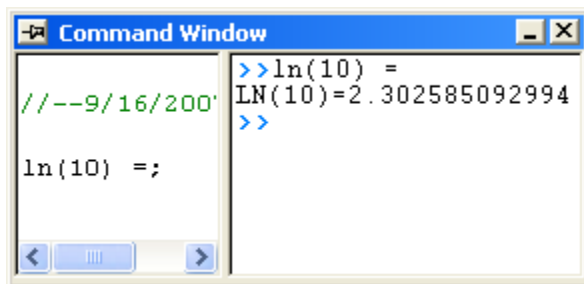 Command Window
//--9/16/200
ln(10) =;
>>ln(10) =
LN(10)=2.302585092994
>>